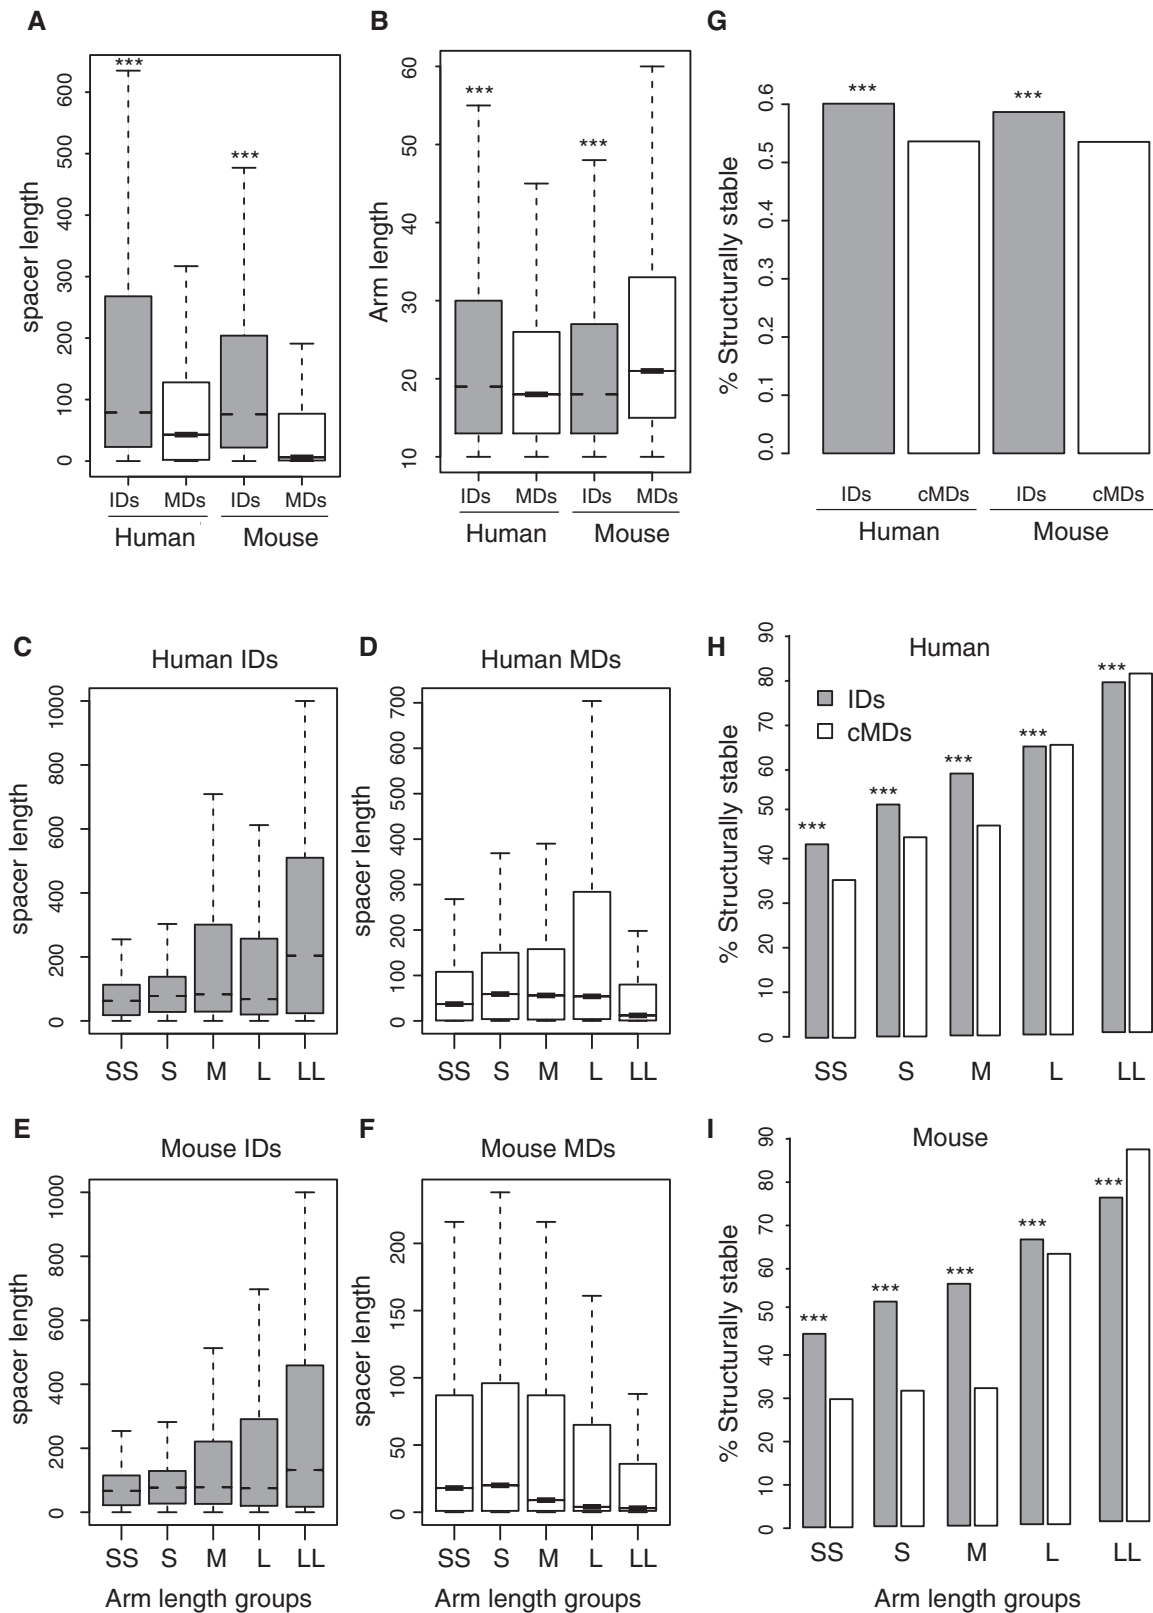 A
spacer length
0 100 200 300 400 500 600
***
***
IDs MDs IDs MDs
Human Mouse
B
Arm length
10 20 30 40 50 60
***
***
IDs MDs IDs MDs
Human Mouse
G
% Structurally stable
0.0 0.1 0.2 0.3 0.4 0.5 0.6
***
***
IDs cMDs IDs cMDs
Human Mouse
C
Human IDs
spacer length
0 200 400 600 800 1000
SS S M L LL
D
Human MDs
spacer length
0 100 200 300 400 500 600 700
SS S M L LL
H
Human
IDs
cMDs
% Structurally stable
0 10 20 30 40 50 60 70 80 90
*** *** *** *** ***
SS S M L LL
E
Mouse IDs
spacer length
0 200 400 600 800 1000
SS S M L LL
Arm length groups
F
Mouse MDs
spacer length
0 50 100 150 200
SS S M L LL
Arm length groups
I
Mouse
% Structurally stable
0 10 20 30 40 50 60 70 80 90
*** *** *** *** ***
SS S M L LL
Arm length groups